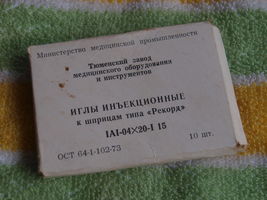 Министерство медицинской промышленности
Тюменский завод
медицинского оборудования
и инструментов
ИГЛЫ ИНЪЕКЦИОННЫЕ
к шприцам типа «Рекорд»
1А1-04×20-1 15
10 шт.
ОСТ 64-1-102-73